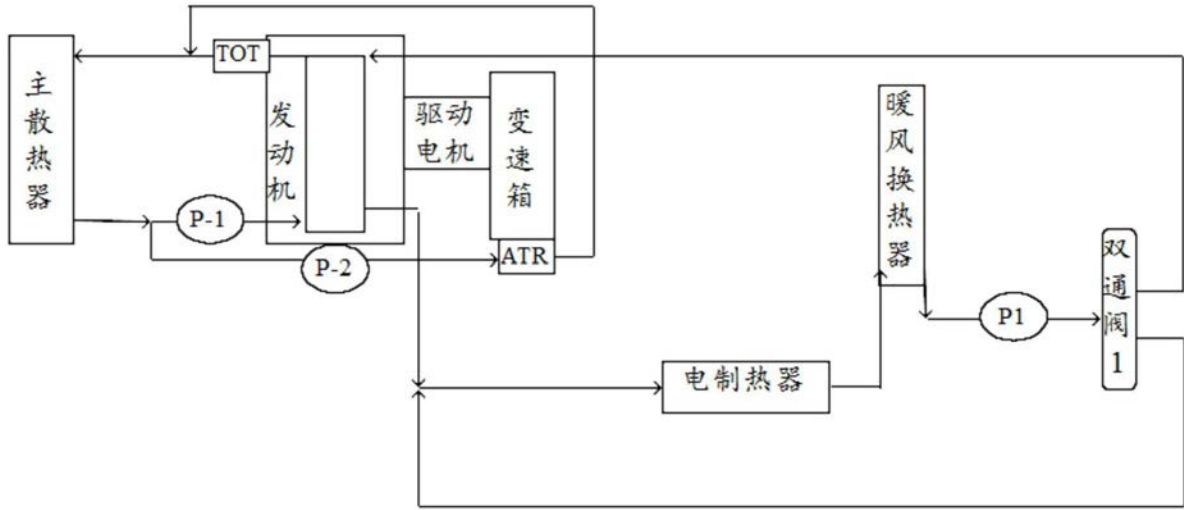 主散热器
TOT
发动机
驱动
电机
变速箱
P-1
P-2
ATR
暖风换热器
P1
双通阀1
电制热器